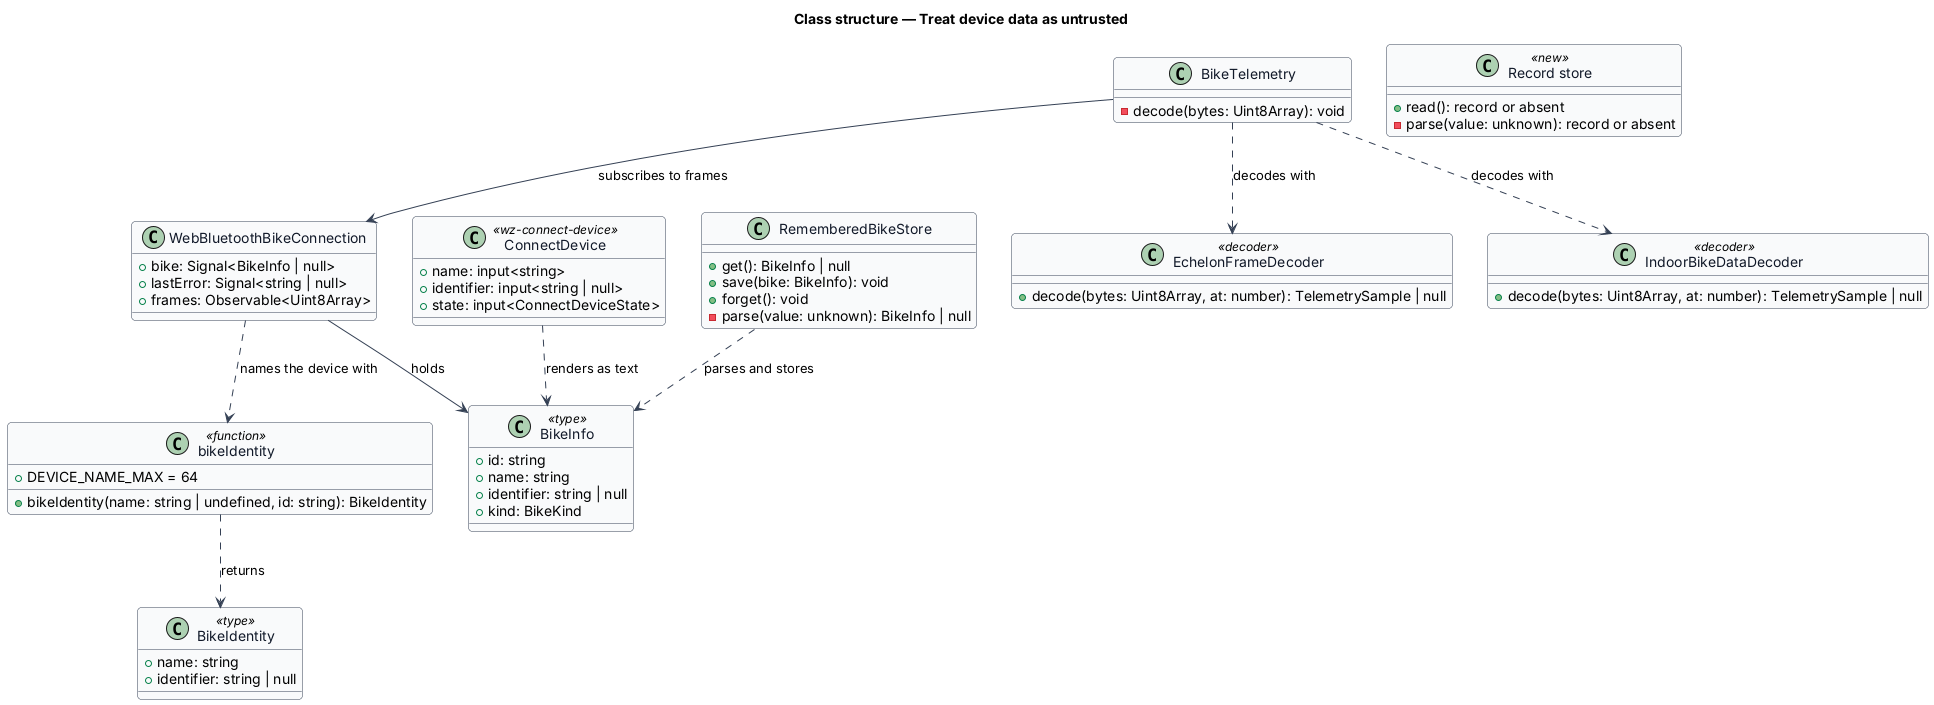 Class structure — Treat device data as untrusted
C BikeTelemetry
decode(bytes: Uint8Array): void
«new»
C Record store
read(): record or absent
parse(value: unknown): record or absent
subscribes to frames
decodes with
decodes with
C WebBluetoothBikeConnection
bike: Signal<BikeInfo | null>
lastError: Signal<string | null>
frames: Observable<Uint8Array>
«wz-connect-device»
C ConnectDevice
name: input<string>
identifier: input<string | null>
state: input<ConnectDeviceState>
C RememberedBikeStore
get(): BikeInfo | null
save(bike: BikeInfo): void
forget(): void
parse(value: unknown): BikeInfo | null
«decoder»
C EchelonFrameDecoder
decode(bytes: Uint8Array, at: number): TelemetrySample | null
«decoder»
C IndoorBikeDataDecoder
decode(bytes: Uint8Array, at: number): TelemetrySample | null
names the device with
holds
renders as text
parses and stores
«function»
C bikeIdentity
DEVICE_NAME_MAX = 64
bikeIdentity(name: string | undefined, id: string): BikeIdentity
«type»
C BikeInfo
id: string
name: string
identifier: string | null
kind: BikeKind
returns
«type»
C BikeIdentity
name: string
identifier: string | null